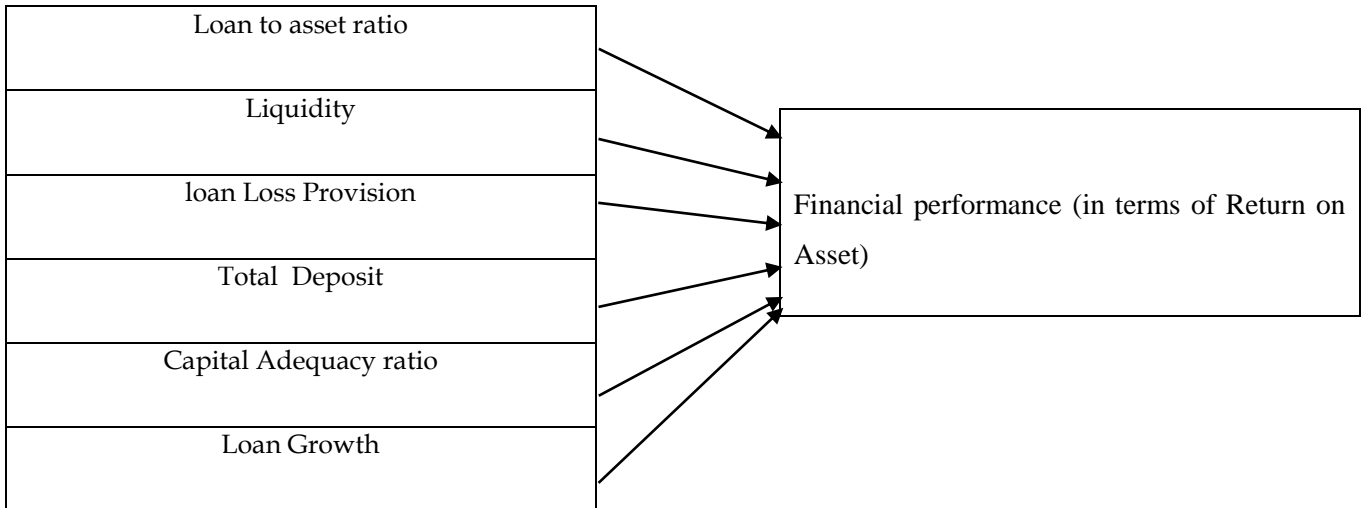 Loan to asset ratio
Liquidity
loan Loss Provision
Total Deposit
Capital Adequacy ratio
Loan Growth
Financial performance (in terms of Return on
Asset)